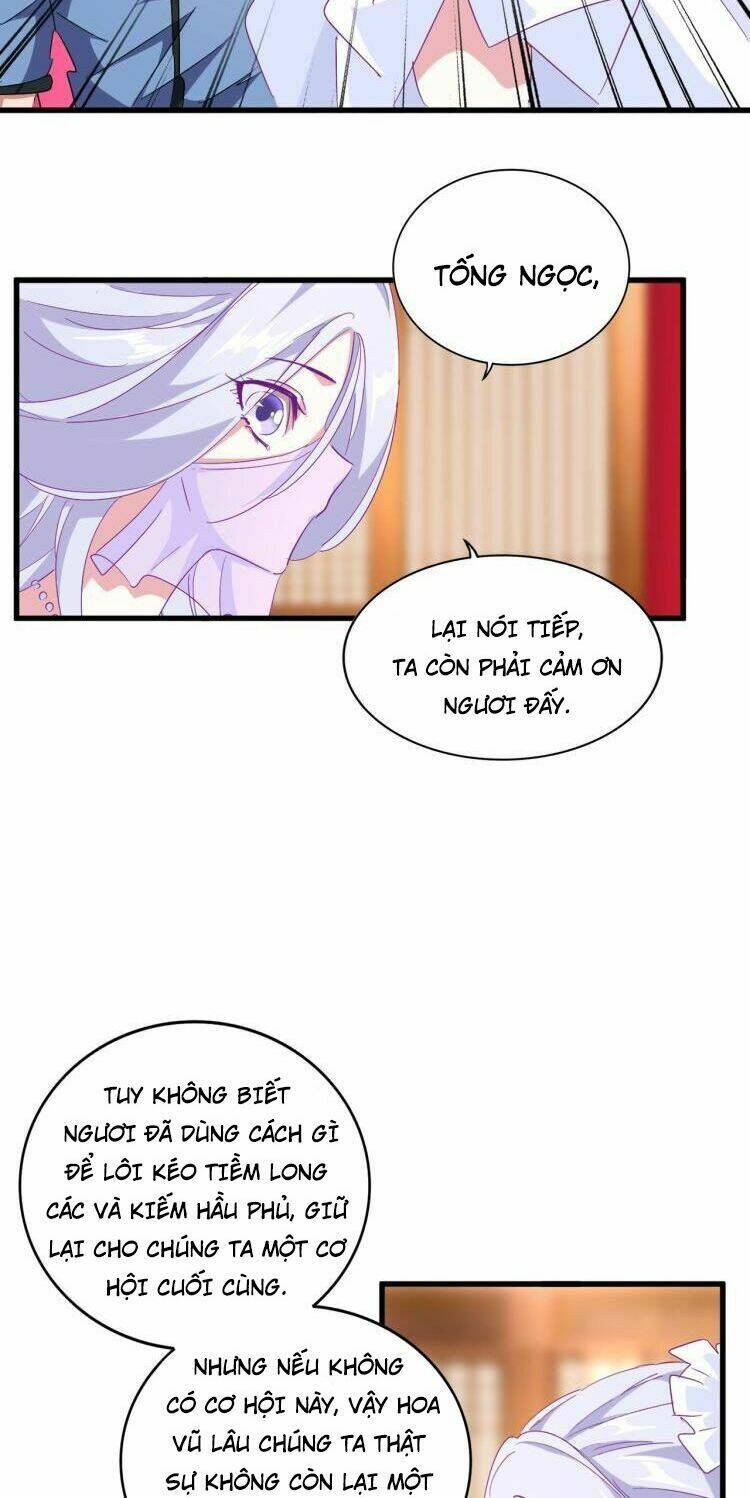 TỐNG NGỌC,
LẠI NÓI TIẾP,
TA CÒN PHẢI CẢM ƠN
NGƯƠI ĐẤY.
TUY KHÔNG BIẾT
NGƯƠI ĐÃ DÙNG CÁCH GÌ
ĐỂ LÔI KÉO TIỀM LONG
CÁC VÀ KIẾM HẦU PHỦ, GIỮ
LẠI CHO CHÚNG TA MỘT CƠ
HỘI CUỐI CÙNG.
NHƯNG NẾU KHÔNG
CÓ CƠ HỘI NÀY, VẬY HOA
VŨ LÂU CHÚNG TA THẬT
SỰ KHÔNG CÒN LẠI MỘT